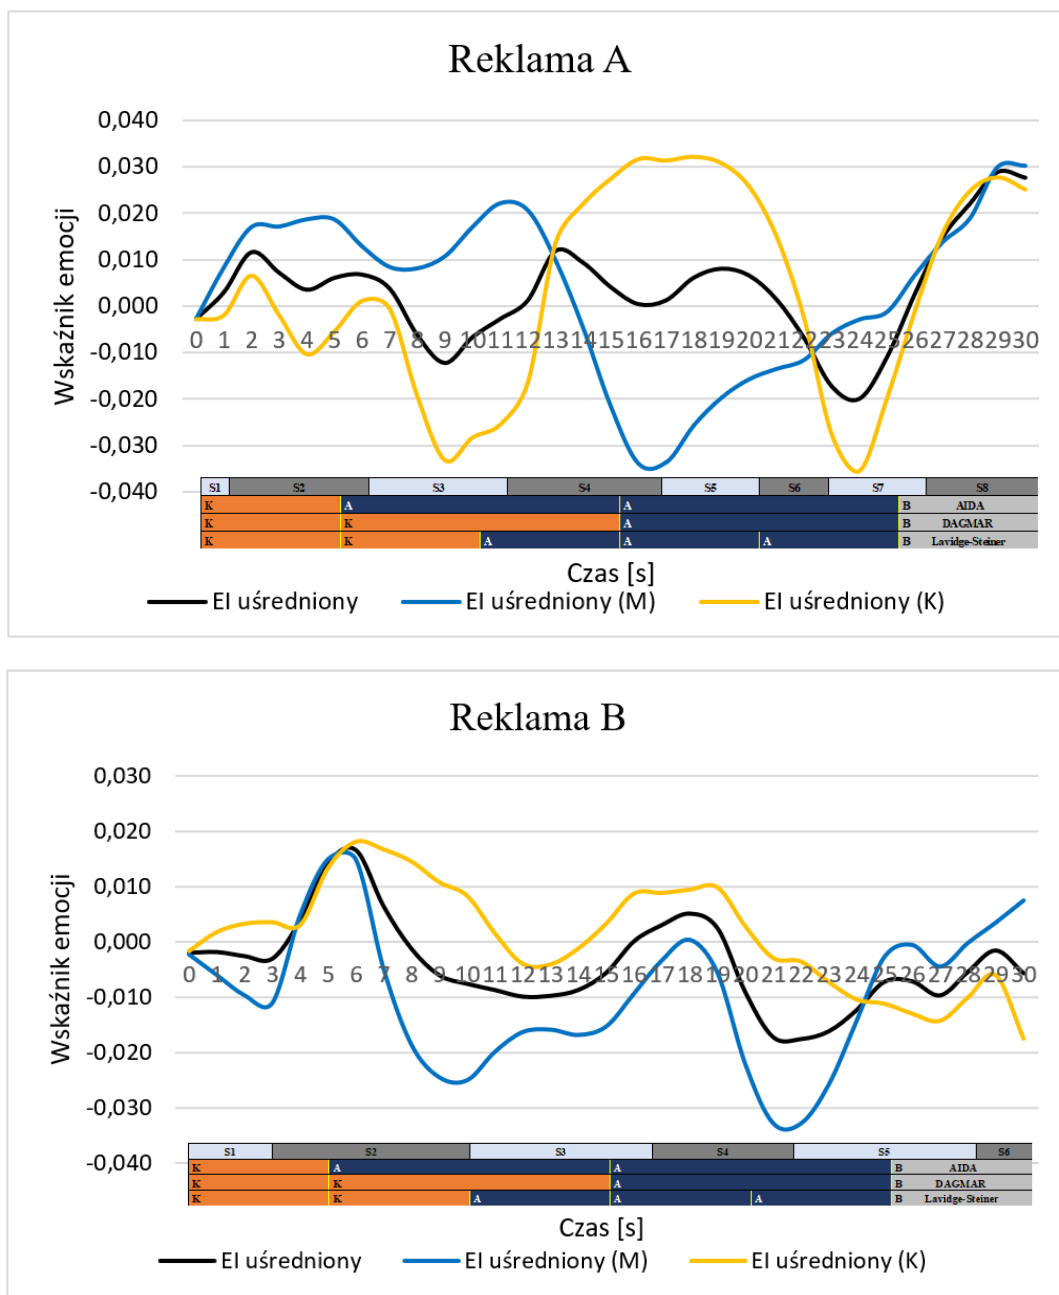 Reklama A
0,040
0,030
0,020
0,010
0,000
-0,010
-0,020
-0,030
-0,040
Wskaźnik emocji
0 1 2 3 4 5 6 7 8 9 10 11 12 13 14 15 16 17 18 19 20 21 22 23 24 25 26 27 28 29 30
S1 S2 S3 S4 S5 S6 S7 S8
K A A B AIDA
K K A B DAGMAR
K K A A A B Lavidge-Steiner
Czas [s]
EI uśredniony EI uśredniony (M) EI uśredniony (K)
Reklama B
0,030
0,020
0,010
0,000
-0,010
-0,020
-0,030
-0,040
Wskaźnik emocji
0 1 2 3 4 5 6 7 8 9 10 11 12 13 14 15 16 17 18 19 20 21 22 23 24 25 26 27 28 29 30
S1 S2 S3 S4 S5 S6
K A A B AIDA
K K A B DAGMAR
K K A A A B Lavidge-Steiner
Czas [s]
EI uśredniony EI uśredniony (M) EI uśredniony (K)